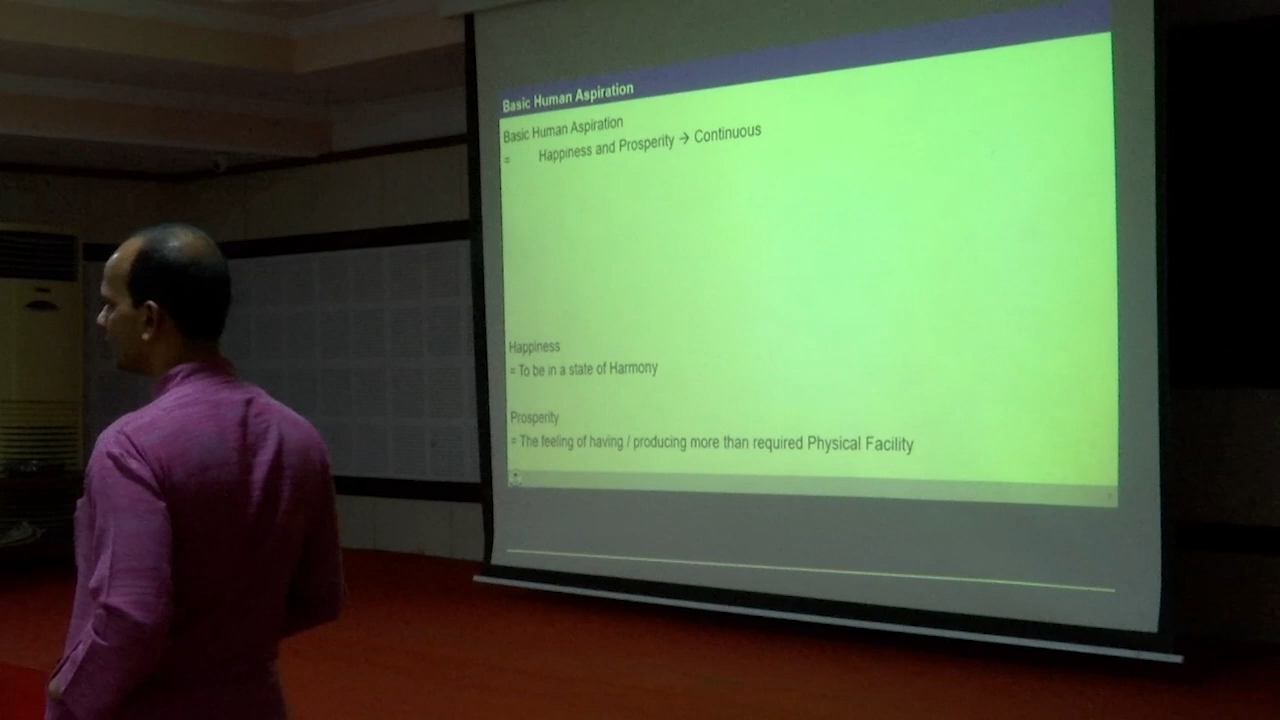 Basic Human Aspiration
Basic Human Aspiration
= Happiness and Prosperity → Continuous
Happiness
= To be in a state of Harmony
Prosperity
= The feeling of having / producing more than required Physical Facility